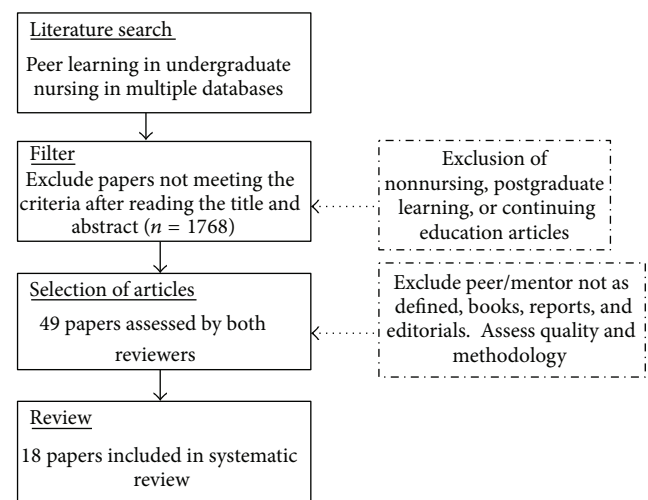 Literature search
Peer learning in undergraduate
nursing in multiple databases
Filter
Exclude papers not meeting the
criteria after reading the title and
abstract (n = 1768)
Exclusion of
nonnursing, postgraduate
learning, or continuing
education articles
Selection of articles
49 papers assessed by both
reviewers
Exclude peer/mentor not as
defined, books, reports, and
editorials. Assess quality and
methodology
Review
18 papers included in systematic
review